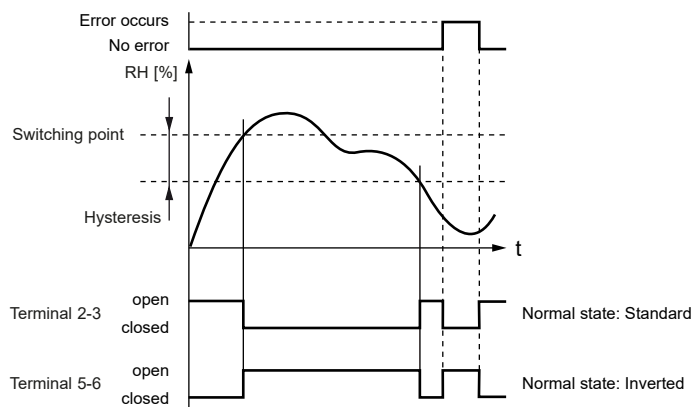 Error occurs
No error
RH [%]
Switching point
Hysteresis
t
open
Terminal 2-3
closed
Normal state: Standard
open
Terminal 5-6
closed
Normal state: Inverted